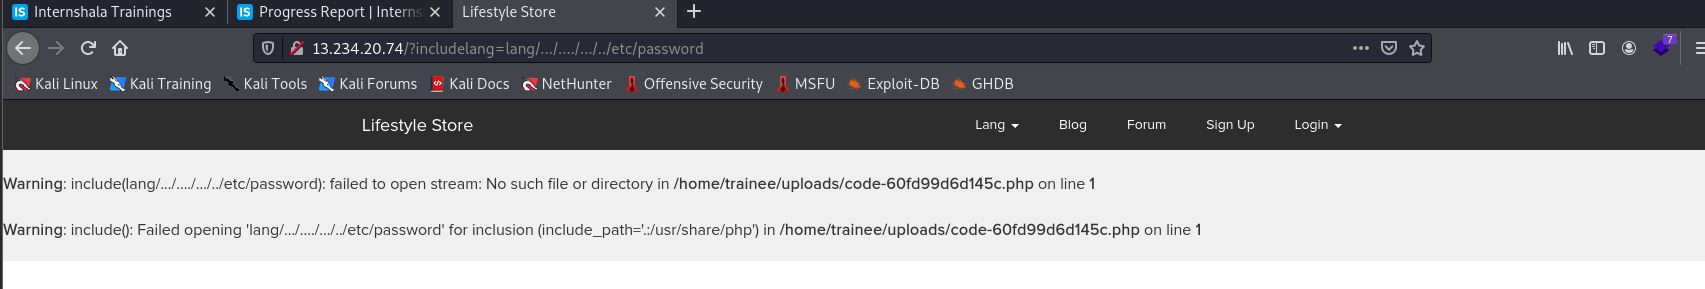 Internshala Trainings
Progress Report | Interns
Lifestyle Store
13.234.20.74/?includelang=lang/.../..../.../../etc/password
7
Kali Linux Kali Training Kali Tools Kali Forums Kali Docs NetHunter Offensive Security MSFU Exploit-DB GHDB
Lifestyle Store Lang Blog Forum Sign Up Login
Warning: include(lang/.../..../.../../etc/password): failed to open stream: No such file or directory in /home/trainee/uploads/code-60fd99d6d145c.php on line 1
Warning: include(): Failed opening 'lang/.../..../.../../etc/password' for inclusion (include_path='.:/usr/share/php') in /home/trainee/uploads/code-60fd99d6d145c.php on line 1